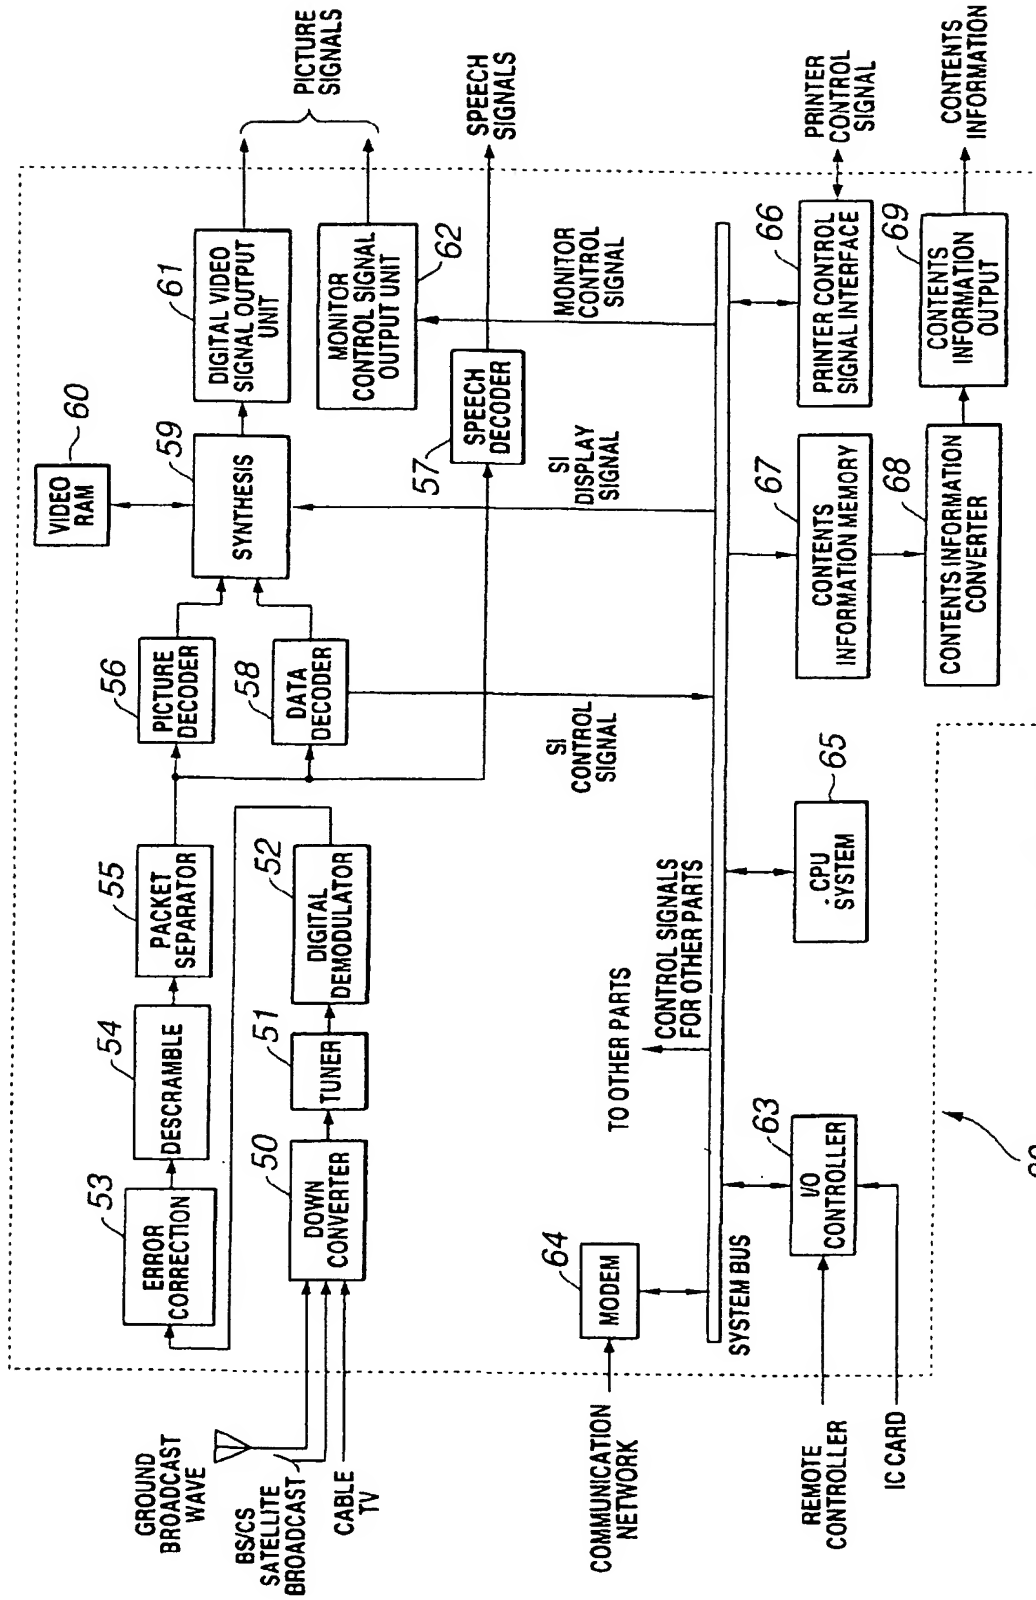 GROUND
BROADCAST
WAVE
BS/CS
SATELLITE
BROADCAST
CABLE
TV
53
ERROR
CORRECTION
54
DESCRAMBLE
55
PACKET
SEPARATOR
50
DOWN
CONVERTER
51
TUNER
52
DIGITAL
DEMODULATOR
56
PICTURE
DECODER
58
DATA
DECODER
60
VIDEO
RAM
59
SYNTHESIS
61
DIGITAL VIDEO
SIGNAL OUTPUT
UNIT
MONITOR
CONTROL SIGNAL
OUTPUT UNIT
62
PICTURE
SIGNALS
57
SPEECH
DECODER
SPEECH
SIGNALS
COMMUNICATION
NETWORK
64
MODEM
TO OTHER PARTS
CONTROL SIGNALS
FOR OTHER PARTS
SI
CONTROL
SIGNAL
SI
DISPLAY
SIGNAL
MONITOR
CONTROL
SIGNAL
SYSTEM BUS
REMOTE
CONTROLLER
IC CARD
63
I/O
CONTROLLER
65
CPU
SYSTEM
67
CONTENTS
INFORMATION MEMORY
66
PRINTER CONTROL
SIGNAL INTERFACE
PRINTER
CONTROL
SIGNAL
68
CONTENTS INFORMATION
CONVERTER
69
CONTENTS
INFORMATION
OUTPUT
CONTENTS
INFORMATION